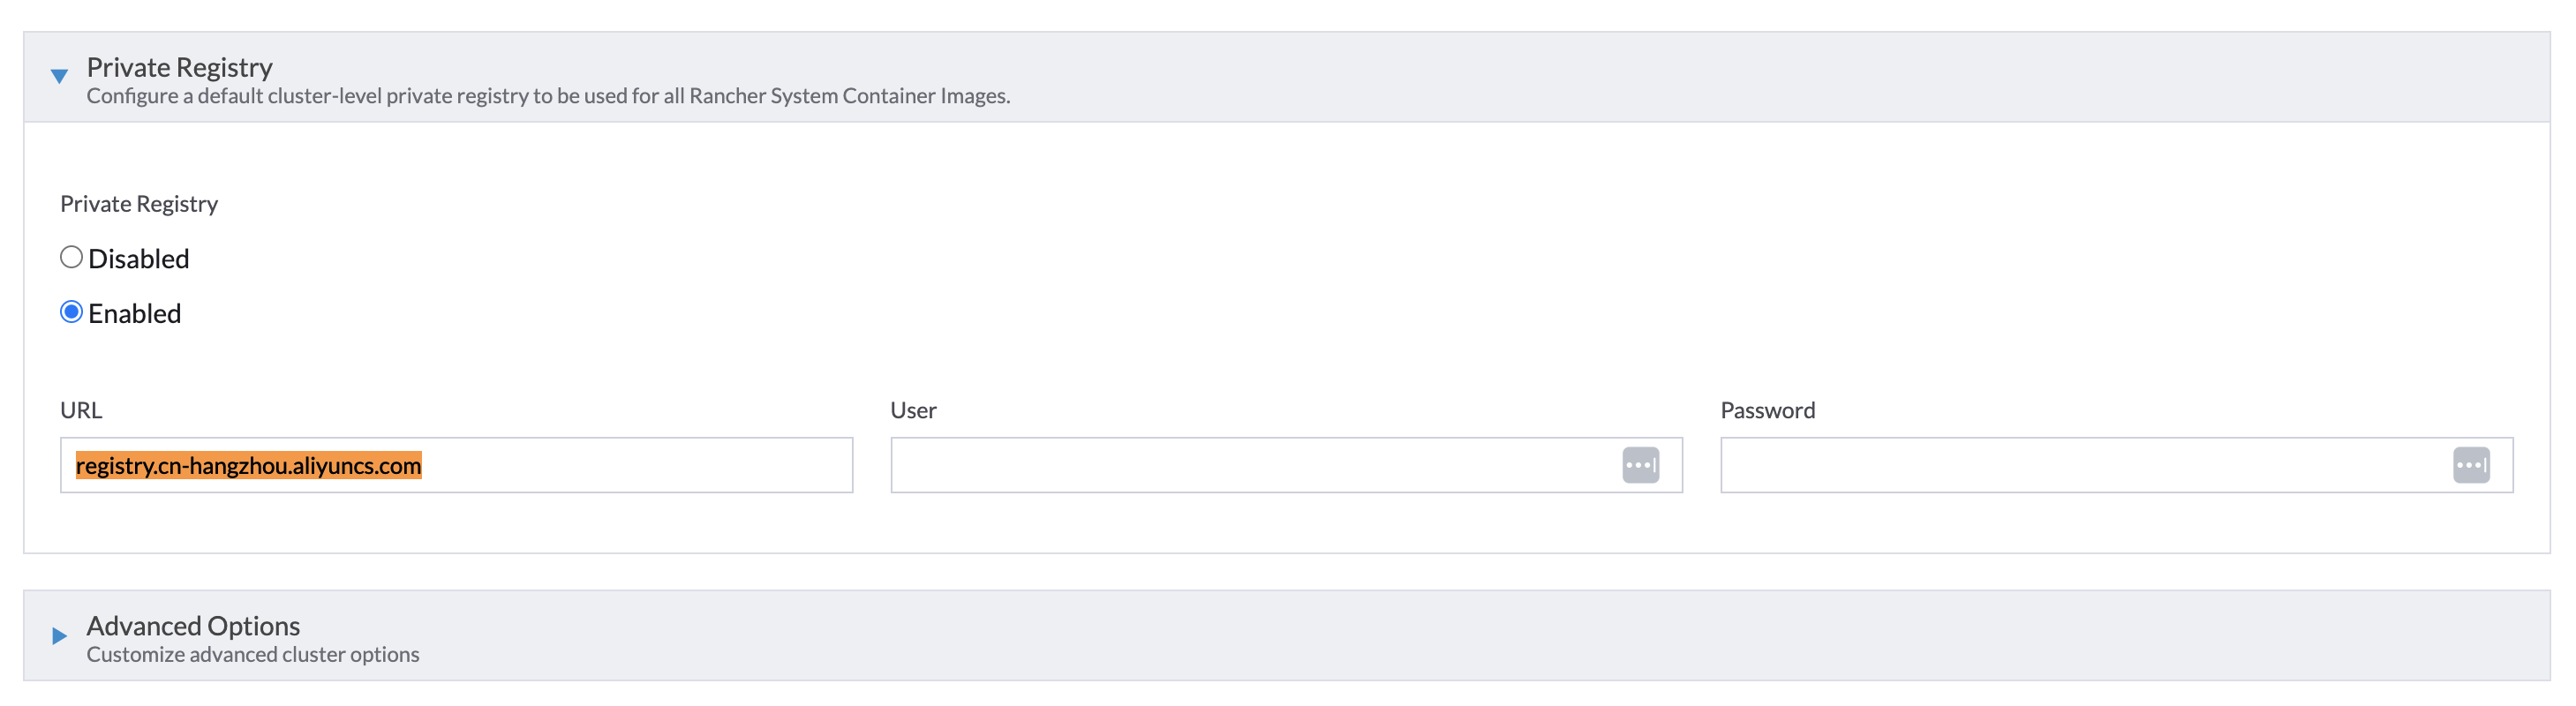 Private Registry
Configure a default cluster-level private registry to be used for all Rancher System Container Images.
Private Registry
Disabled
Enabled
URL
User
Password
registry.cn-hangzhou.aliyuncs.com
Advanced Options
Customize advanced cluster options